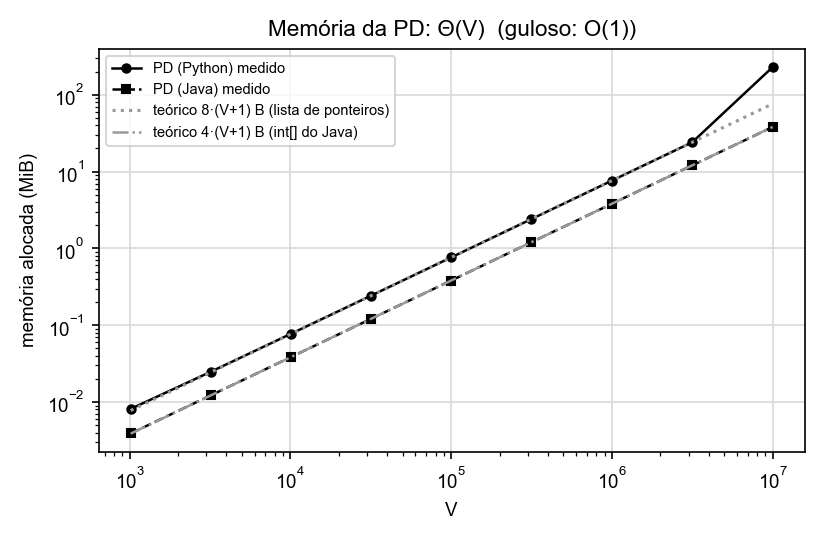 Memória da PD: Θ(V)  (guloso: O(1))
PD (Python) medido
PD (Java) medido
teórico 8·(V+1) B (lista de ponteiros)
teórico 4·(V+1) B (int[] do Java)
memória alocada (MiB)
10²
10¹
10⁰
10⁻¹
10⁻²
10³ 10⁴ 10⁵ 10⁶ 10⁷
V